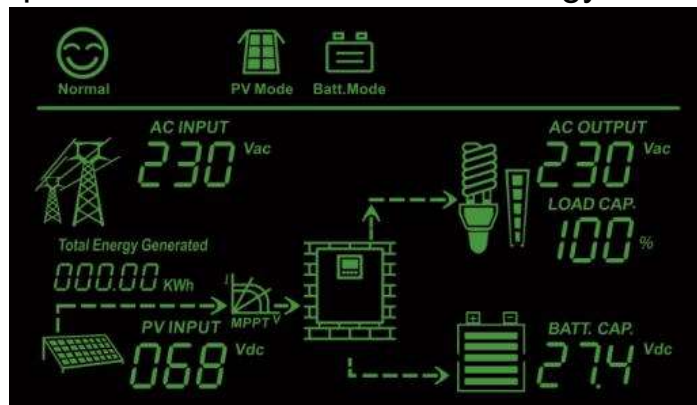 Normal
PV Mode
Batt.Mode
AC INPUT
230 Vac
AC OUTPUT
230 Vac
LOAD CAP.
100 %
Total Energy Generated
000.00 KWh
MPPT
I
V
PV INPUT
068 Vdc
BATT. CAP.
27.4 Vdc
+ -